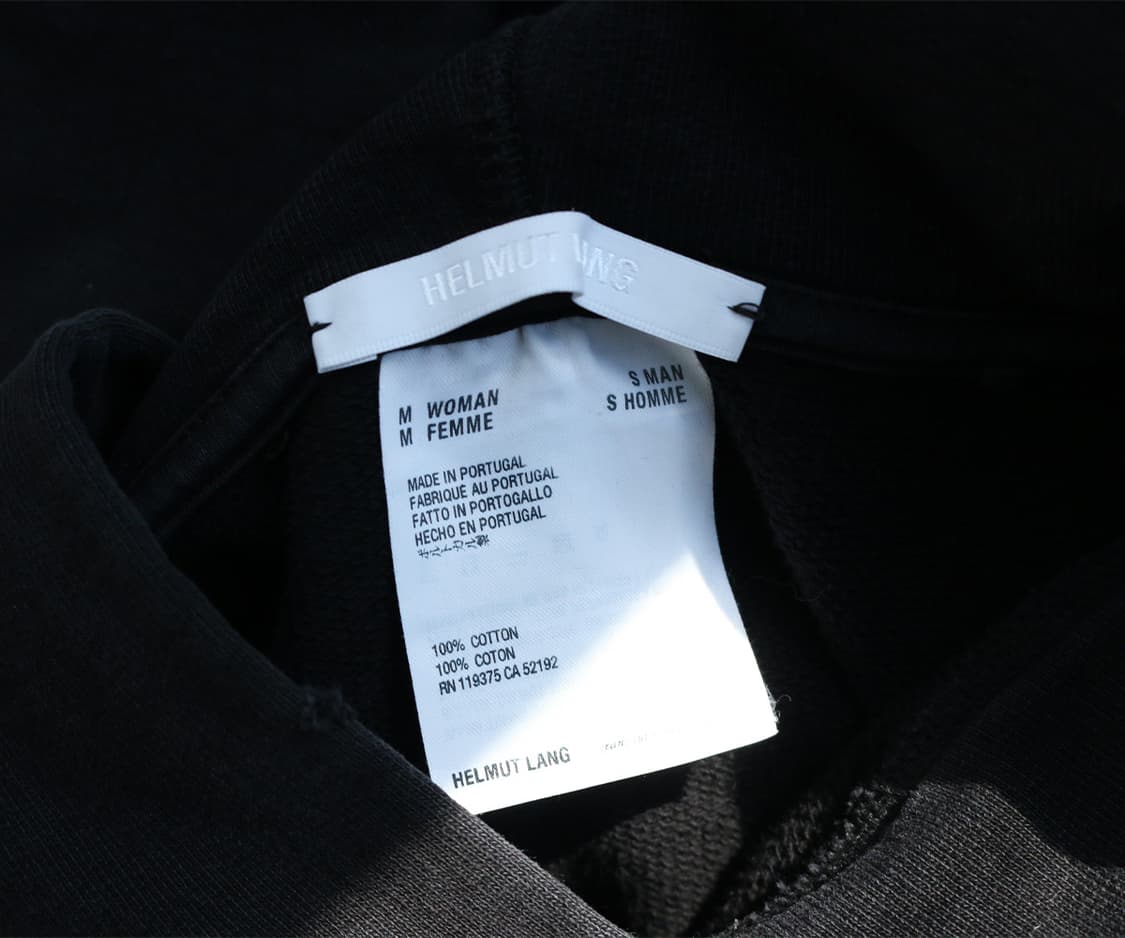 HELMUT LANG
M WOMAN S MAN
M FEMME S HOMME
MADE IN PORTUGAL
FABRIQUÉ AU PORTUGAL
FATTO IN PORTOGALLO
HECHO EN PORTUGAL
100% COTTON
100% COTON
RN 119375 CA 52192
HELMUT LANG